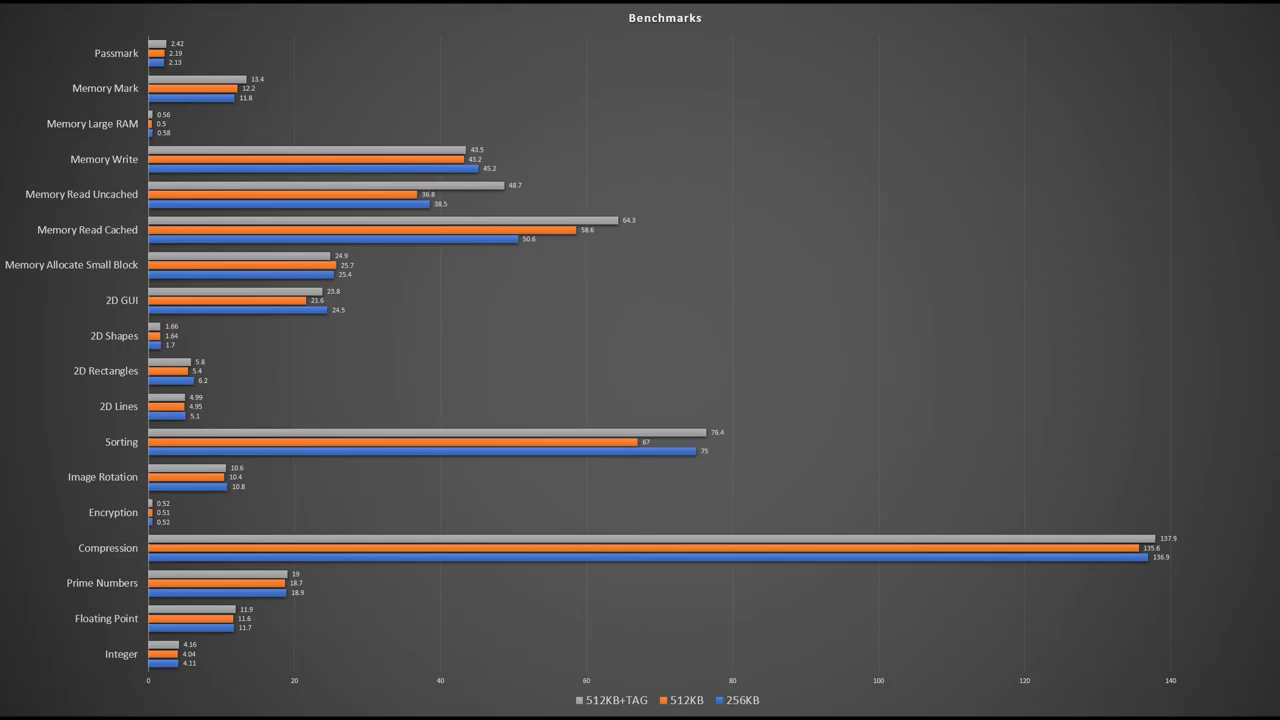 Benchmarks
Passmark
2.42
2.19
2.13
Memory Mark
13.4
12.2
11.8
Memory Large RAM
0.56
0.5
0.58
Memory Write
43.5
43.2
45.2
Memory Read Uncached
48.7
36.8
38.5
Memory Read Cached
64.3
58.6
50.6
Memory Allocate Small Block
24.9
25.7
25.4
2D GUI
23.8
21.6
24.5
2D Shapes
1.66
1.64
1.7
2D Rectangles
5.8
5.4
6.2
2D Lines
4.99
4.95
5.1
Sorting
76.4
67
75
Image Rotation
10.6
10.4
10.8
Encryption
0.52
0.51
0.52
Compression
137.9
135.6
136.9
Prime Numbers
19
18.7
18.9
Floating Point
11.9
11.6
11.7
Integer
4.16
4.04
4.11
0 20 40 60 80 100 120 140
512KB+TAG 512KB 256KB